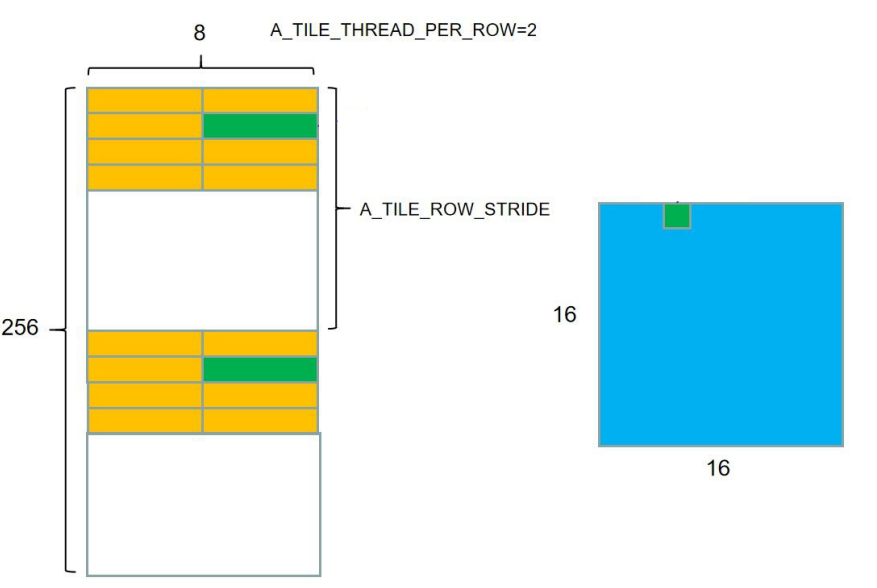 8
A_TILE_THREAD_PER_ROW=2
A_TILE_ROW_STRIDE
256
16
16